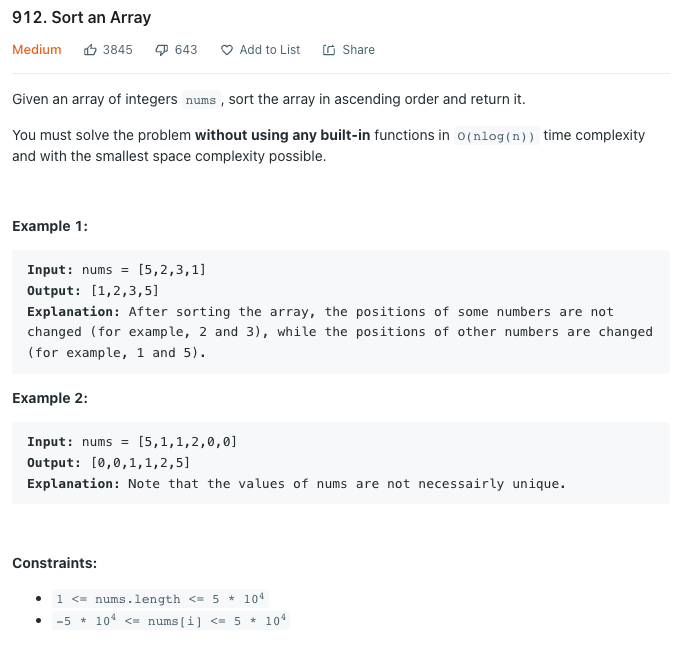 912. Sort an Array
Medium 3845 643 Add to List Share
Given an array of integers nums , sort the array in ascending order and return it.
You must solve the problem without using any built-in functions in O(nlog(n)) time complexity
and with the smallest space complexity possible.
Example 1:
Input: nums = [5,2,3,1]
Output: [1,2,3,5]
Explanation: After sorting the array, the positions of some numbers are not
changed (for example, 2 and 3), while the positions of other numbers are changed
(for example, 1 and 5).
Example 2:
Input: nums = [5,1,1,2,0,0]
Output: [0,0,1,1,2,5]
Explanation: Note that the values of nums are not necessairly unique.
Constraints:
• 1 <= nums.length <= 5 * 10⁴
• -5 * 10⁴ <= nums[i] <= 5 * 10⁴